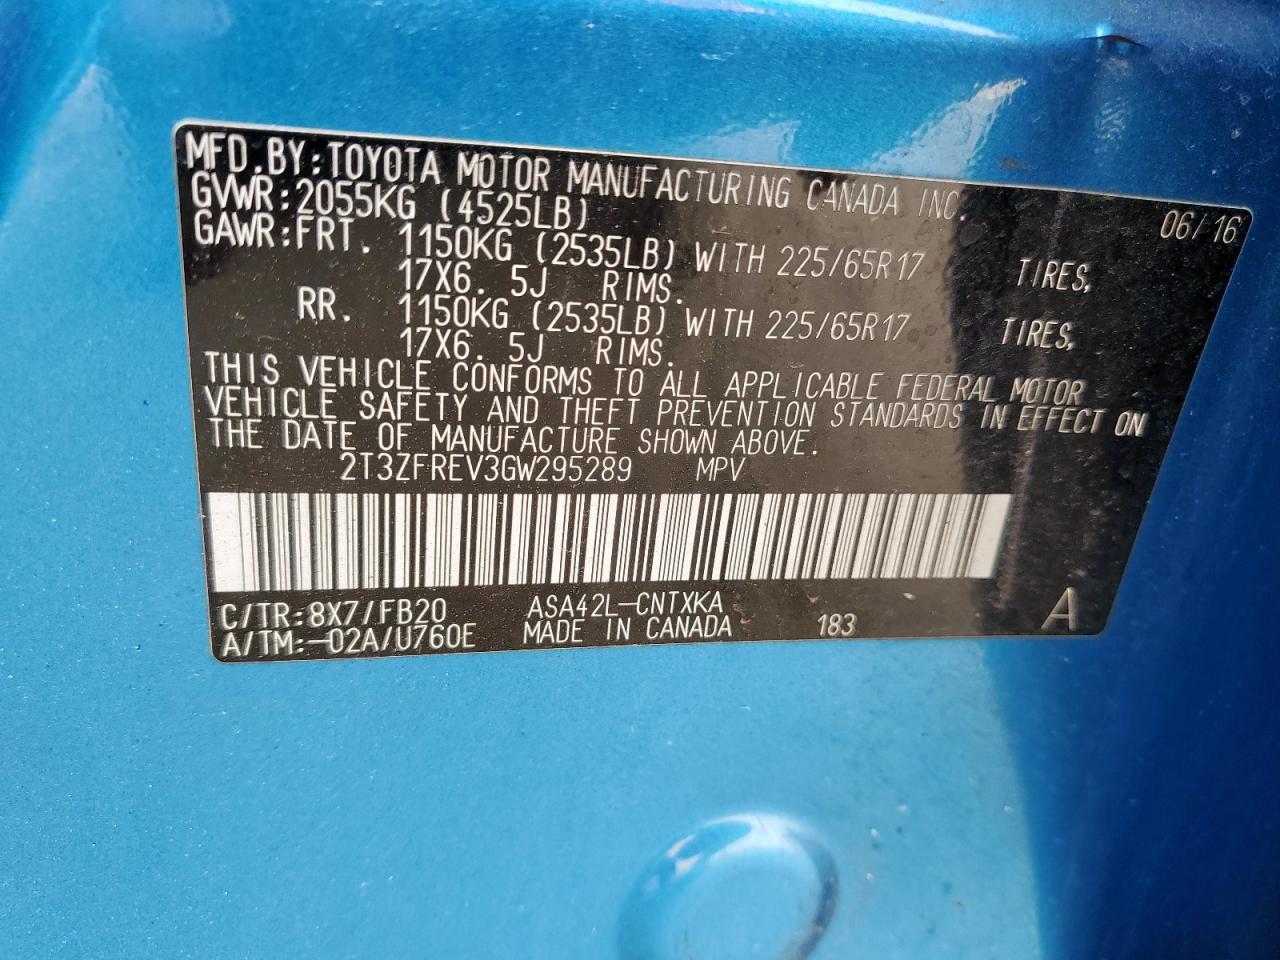 MFD.BY:TOYOTA MOTOR MANUFACTURING CANADA INC. 06/16
GVWR:2055KG (4525LB)
GAWR:FRT. 1150KG (2535LB) WITH 225/65R17 TIRES,
17X6. 5J RIMS.
RR. 1150KG (2535LB) WITH 225/65R17 TIRES,
17X6. 5J RIMS.
THIS VEHICLE CONFORMS TO ALL APPLICABLE FEDERAL MOTOR
VEHICLE SAFETY AND THEFT PREVENTION STANDARDS IN EFFECT ON
THE DATE OF MANUFACTURE SHOWN ABOVE.
2T3ZFREV3GW295289 MPV
C/TR:8X7/FB20 ASA42L-CNTXKA A
A/TM:-02A/U760E MADE IN CANADA 183